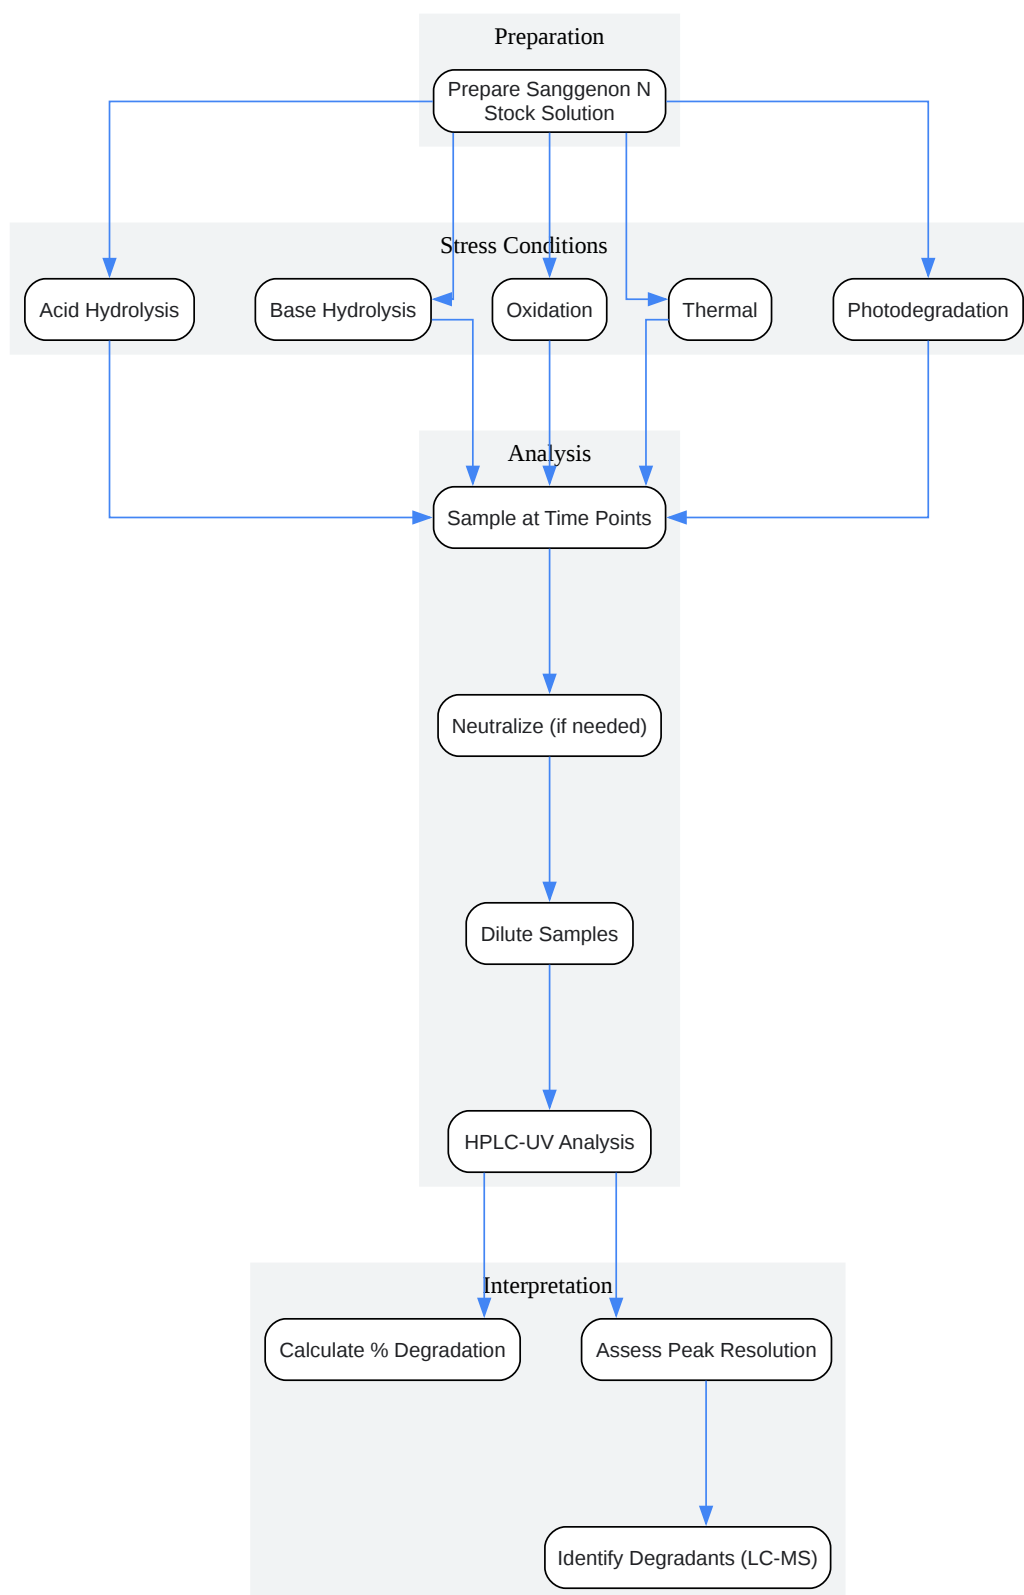 Preparation
Prepare Sanggenon N
Stock Solution
Stress Conditions
Acid Hydrolysis
Base Hydrolysis
Oxidation
Thermal
Photodegradation
Analysis
Sample at Time Points
Neutralize (if needed)
Dilute Samples
HPLC-UV Analysis
Interpretation
Calculate % Degradation
Assess Peak Resolution
Identify Degradants (LC-MS)